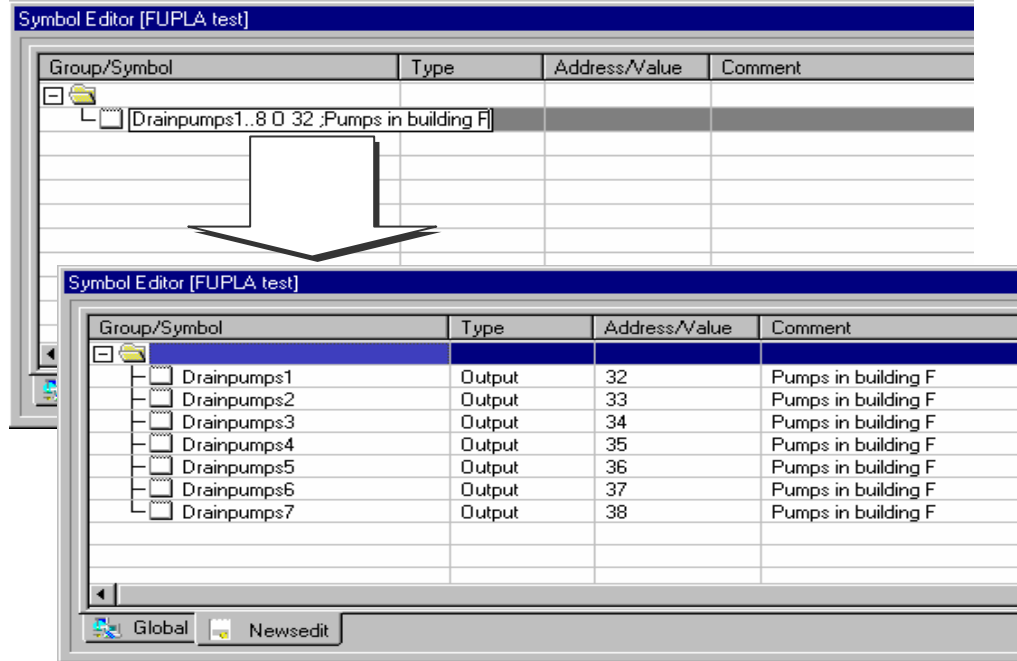 Symbol Editor [FUPLA test]
Group/Symbol Type Address/Value Comment
Drainpumps1..8 O 32 ;Pumps in building F
Symbol Editor [FUPLA test]
Group/Symbol Type Address/Value Comment
Drainpumps1 Output 32 Pumps in building F
Drainpumps2 Output 33 Pumps in building F
Drainpumps3 Output 34 Pumps in building F
Drainpumps4 Output 35 Pumps in building F
Drainpumps5 Output 36 Pumps in building F
Drainpumps6 Output 37 Pumps in building F
Drainpumps7 Output 38 Pumps in building F
Global Newsedit